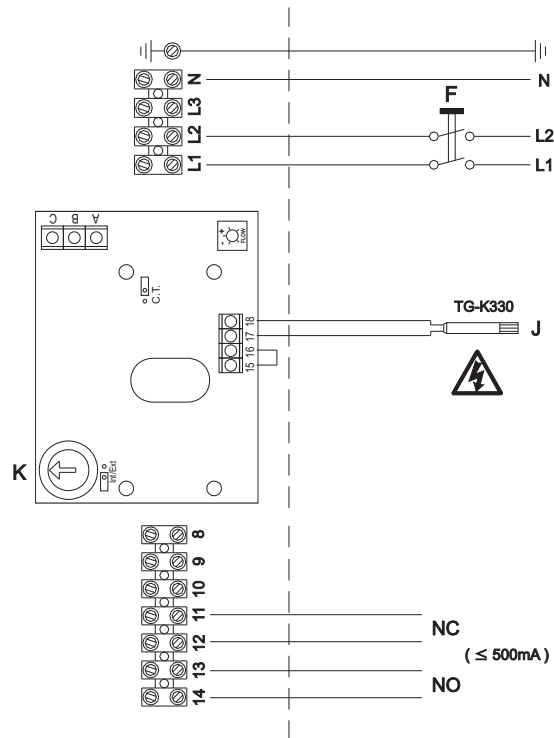 N
N
L3
F
L2
L2
L1
L1
C B A
+
-
FLOW
C.T.
TG-K330
18
17
16
15
J
K
Int/Ext
8
9
10
11
NC
12
( ≤ 500mA )
13
NO
14